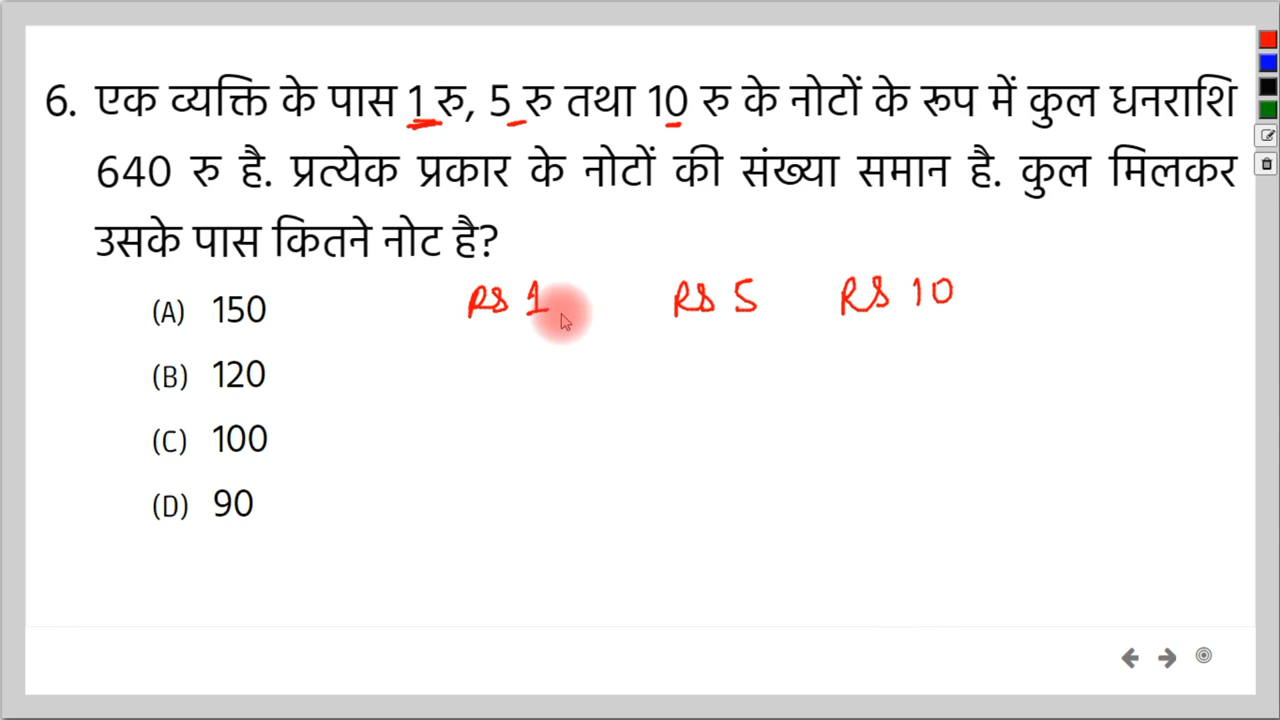 6. एक व्यक्ति के पास 1 रु, 5 रु तथा 10 रु के नोटों के रूप में कुल धनराशि
640 रु है. प्रत्येक प्रकार के नोटों की संख्या समान है. कुल मिलकर
उसके पास कितने नोट है?
RS 1 RS 5 RS 10
(A) 150
(B) 120
(C) 100
(D) 90